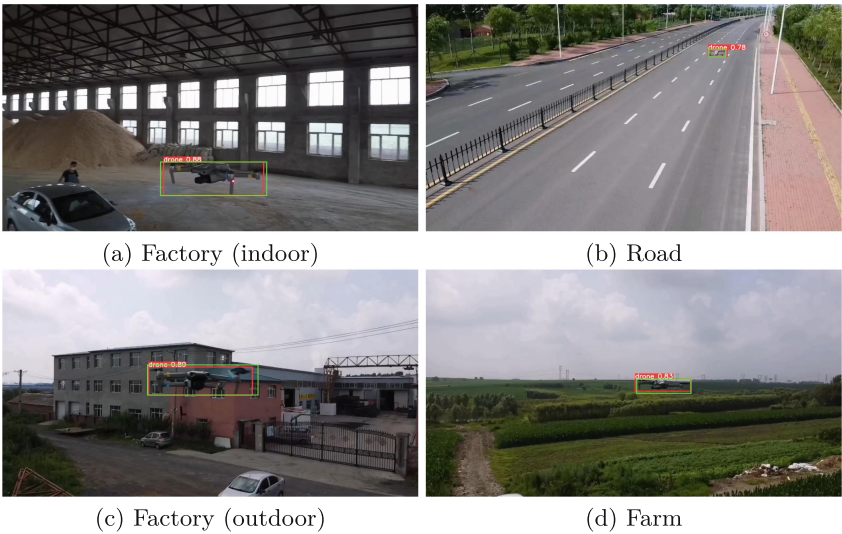 drone 0.88
drone 0.78
(a) Factory (indoor)
(b) Road
drone 0.89
drone 0.83
(c) Factory (outdoor)
(d) Farm